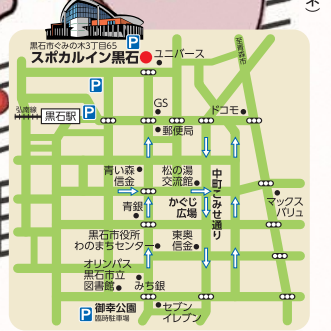 黒石市ぐみの木3丁目65
スポカルイン黒石
P
ユニバース
至青森市
P
弘南線
黒石駅
P
GS
ドコモ
郵便局
青い森
信金
松の湯
交流館
中町こみせ通り
青銀
かぐじ
広場
マックス
バリュ
黒石市役所
わのまちセンター
東奥
信金
オリンパス
黒石市立
図書館
みち銀
P
御幸公園
臨時駐車場
セブン
イレブン